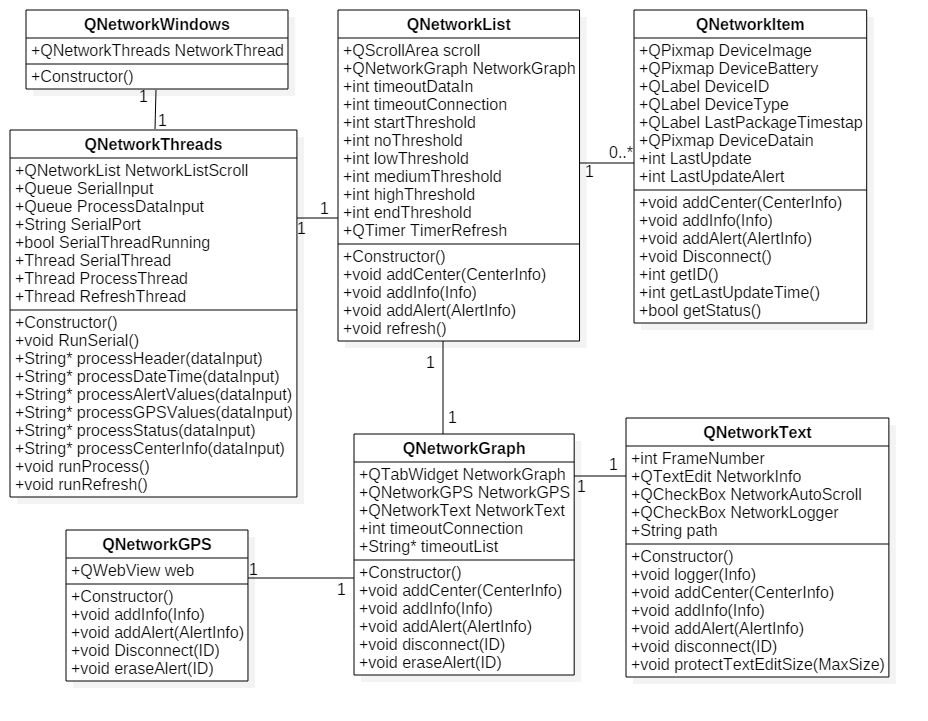 QNetworkWindows
+QNetworkThreads NetworkThread
+Constructor()
1
1
QNetworkThreads
+QNetworkList NetworkListScroll
+Queue SerialInput
+Queue ProcessDataInput
+String SerialPort
+bool SerialThreadRunning
+Thread SerialThread
+Thread ProcessThread
+Thread RefreshThread
+Constructor()
+void RunSerial()
+String* processHeader(dataInput)
+String* processDateTime(dataInput)
+String* processAlertValues(dataInput)
+String* processGPSValues(dataInput)
+String* processStatus(dataInput)
+String* processCenterInfo(dataInput)
+void runProcess()
+void runRefresh()
1
1
QNetworkList
+QScrollArea scroll
+QNetworkGraph NetworkGraph
+int timeoutDataIn
+int timeoutConnection
+int startThreshold
+int noThreshold
+int lowThreshold
+int mediumThreshold
+int highThreshold
+int endThreshold
+QTimer TimerRefresh
+Constructor()
+void addCenter(CenterInfo)
+void addInfo(Info)
+void addAlert(AlertInfo)
+void refresh()
0..*
1
QNetworkItem
+QPixmap DeviceImage
+QPixmap DeviceBattery
+QLabel DeviceID
+QLabel DeviceType
+QLabel LastPackageTimestap
+QPixmap DeviceDatain
+int LastUpdate
+int LastUpdateAlert
+void addCenter(CenterInfo)
+void addInfo(Info)
+void addAlert(AlertInfo)
+void Disconnect()
+int getID()
+int getLastUpdateTime()
+bool getStatus()
1
1
QNetworkGraph
+QTabWidget NetworkGraph
+QNetworkGPS NetworkGPS
+QNetworkText NetworkText
+int timeoutConnection
+String* timeoutList
+Constructor()
+void addCenter(CenterInfo)
+void addInfo(Info)
+void addAlert(AlertInfo)
+void disconnect(ID)
+void eraseAlert(ID)
1
1
QNetworkText
+int FrameNumber
+QTextEdit NetworkInfo
+QCheckBox NetworkAutoScroll
+QCheckBox NetworkLogger
+String path
+Constructor()
+void logger(Info)
+void addCenter(CenterInfo)
+void addInfo(Info)
+void addAlert(AlertInfo)
+void disconnect(ID)
+void protectTextEditSize(MaxSize)
QNetworkGPS
+QWebView web
+Constructor()
+void addInfo(Info)
+void addAlert(AlertInfo)
+void Disconnect(ID)
+void eraseAlert(ID)
1
1